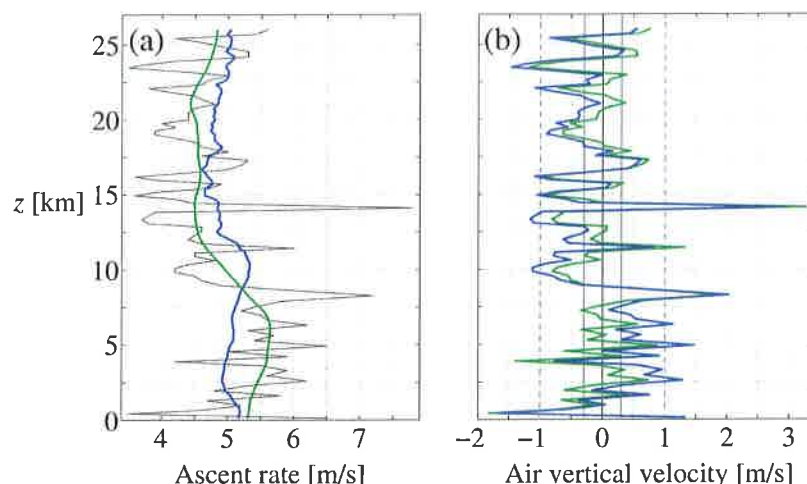 (a)
(b)
25
20
15
10
5
0
z [km]
4 5 6 7
-2 -1 0 1 2 3
Ascent rate [m/s]
Air vertical velocity [m/s]